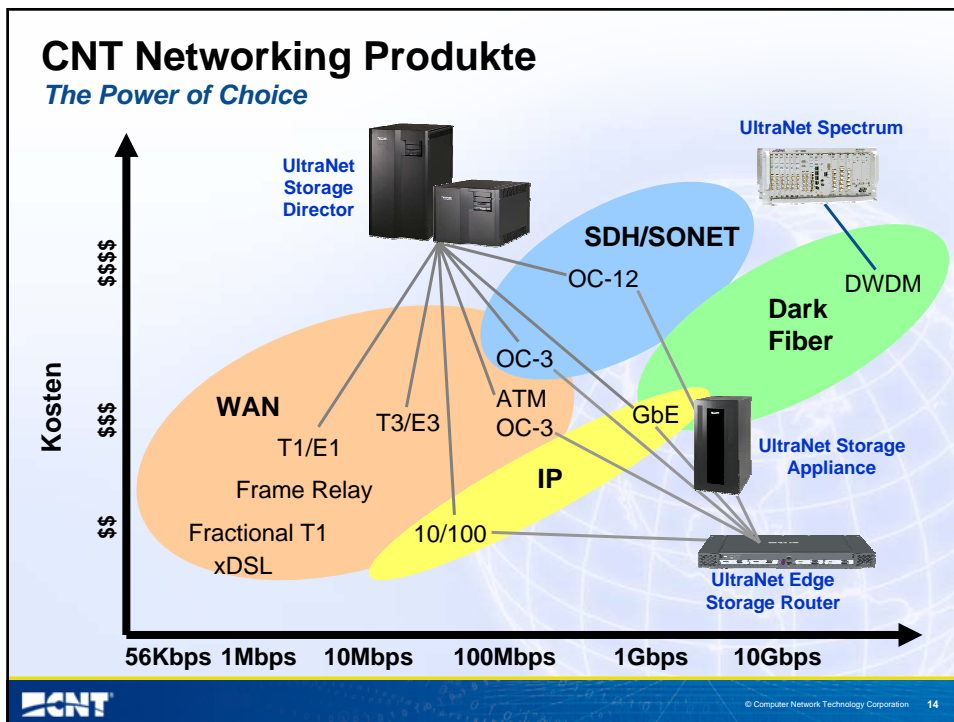 CNT Networking Produkte
The Power of Choice
UltraNet Spectrum
UltraNet
Storage
Director
SDH/SONET
OC-12
DWDM
Dark
Fiber
OC-3
WAN
T3/E3
ATM
OC-3
GbE
T1/E1
UltraNet Storage
Appliance
IP
Frame Relay
Fractional T1
xDSL
10/100
UltraNet Edge
Storage Router
Kosten
$$$$
$$$
$$
56Kbps 1Mbps 10Mbps 100Mbps 1Gbps 10Gbps
CNT
© Computer Network Technology Corporation 14